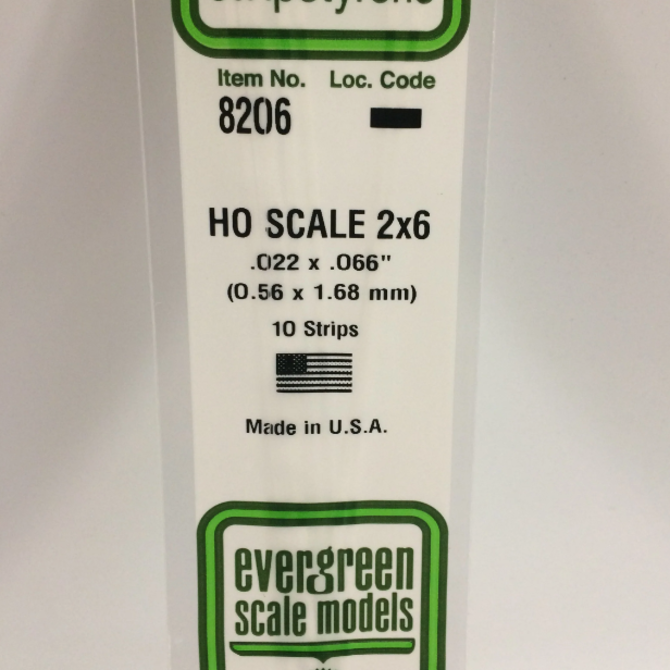 Item No. Loc. Code
8206
HO SCALE 2x6
.022 x .066"
(0.56 x 1.68 mm)
10 Strips
Made in U.S.A.
evergreen
scale models